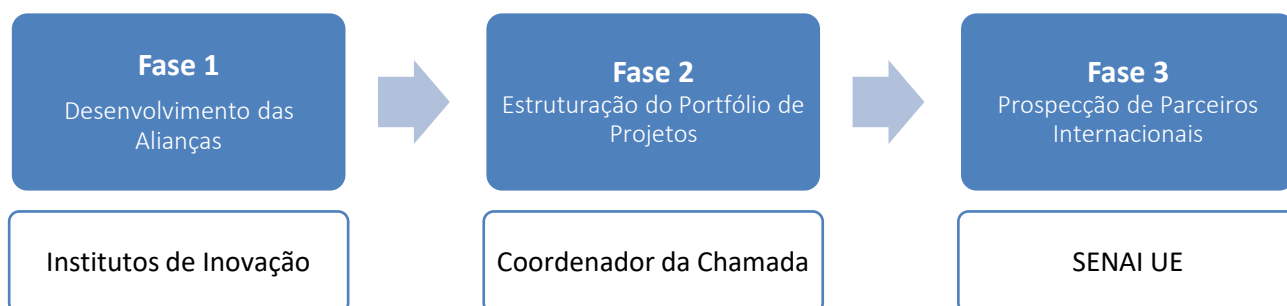 Fase 1
Desenvolvimento das
Alianças
Fase 2
Estruturação do Portfólio de
Projetos
Fase 3
Prospecção de Parceiros
Internacionais
Institutos de Inovação
Coordenador da Chamada
SENAI UE